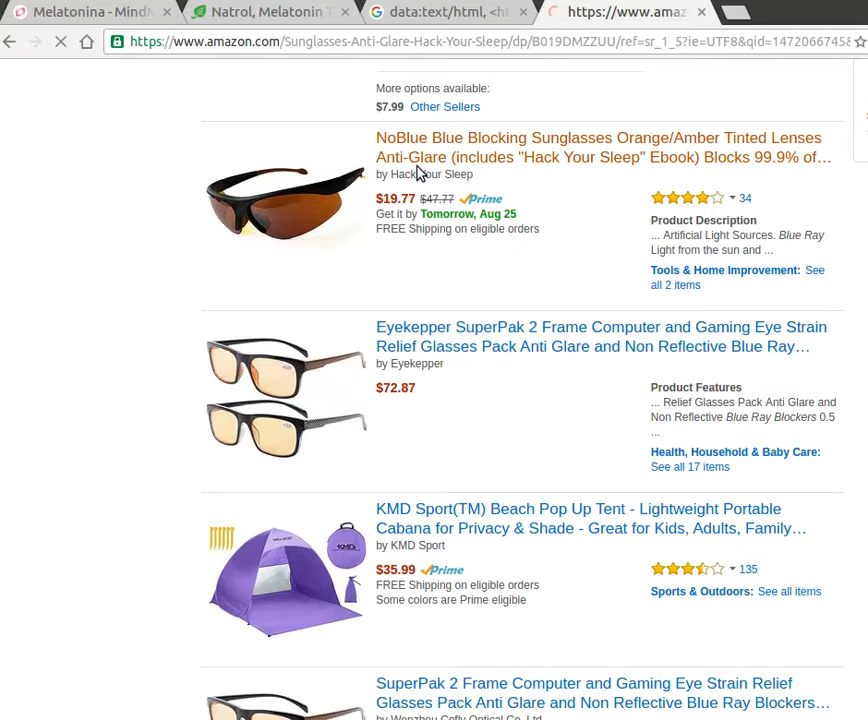 Melatonina - MindM
Natrol, Melatonin T
data:text/html, <ht
https://www.amaz
https://www.amazon.com/Sunglasses-Anti-Glare-Hack-Your-Sleep/dp/B019DMZZUU/ref=sr_1_5?ie=UTF8&qid=1472066745&
More options available:
$7.99 Other Sellers
NoBlue Blue Blocking Sunglasses Orange/Amber Tinted Lenses
Anti-Glare (includes "Hack Your Sleep" Ebook) Blocks 99.9% of...
by Hack Your Sleep
$19.77 $47.77 Prime
Get it by Tomorrow, Aug 25
FREE Shipping on eligible orders
34
Product Description
... Artificial Light Sources. Blue Ray
Light from the sun and ...
Tools & Home Improvement: See
all 2 items
Eyekepper SuperPak 2 Frame Computer and Gaming Eye Strain
Relief Glasses Pack Anti Glare and Non Reflective Blue Ray...
by Eyekepper
$72.87
Product Features
... Relief Glasses Pack Anti Glare and
Non Reflective Blue Ray Blockers 0.5
...
Health, Household & Baby Care:
See all 17 items
KMD Sport(TM) Beach Pop Up Tent - Lightweight Portable
Cabana for Privacy & Shade - Great for Kids, Adults, Family...
by KMD Sport
$35.99 Prime
FREE Shipping on eligible orders
Some colors are Prime eligible
135
Sports & Outdoors: See all items
SuperPak 2 Frame Computer and Gaming Eye Strain Relief
Glasses Pack Anti Glare and Non Reflective Blue Ray Blockers...
by Wenzhou Cofly Optical Co. Ltd